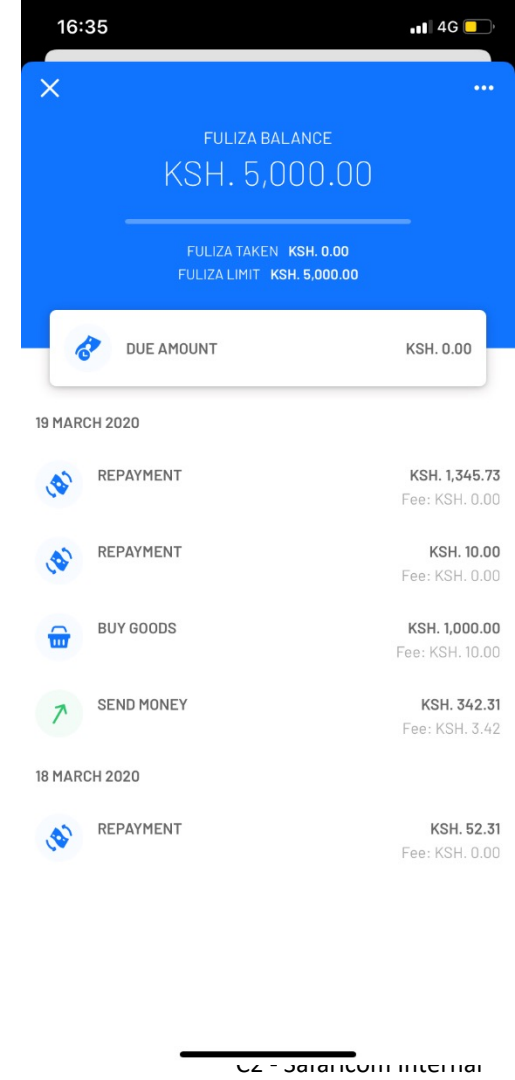 16:35
4G
FULIZA BALANCE
KSH. 5,000.00
FULIZA TAKEN KSH. 0.00
FULIZA LIMIT KSH. 5,000.00
DUE AMOUNT KSH. 0.00
19 MARCH 2020
REPAYMENT KSH. 1,345.73
Fee: KSH. 0.00
REPAYMENT KSH. 10.00
Fee: KSH. 0.00
BUY GOODS KSH. 1,000.00
Fee: KSH. 10.00
SEND MONEY KSH. 342.31
Fee: KSH. 3.42
18 MARCH 2020
REPAYMENT KSH. 52.31
Fee: KSH. 0.00
C2 - Safaricom Internal